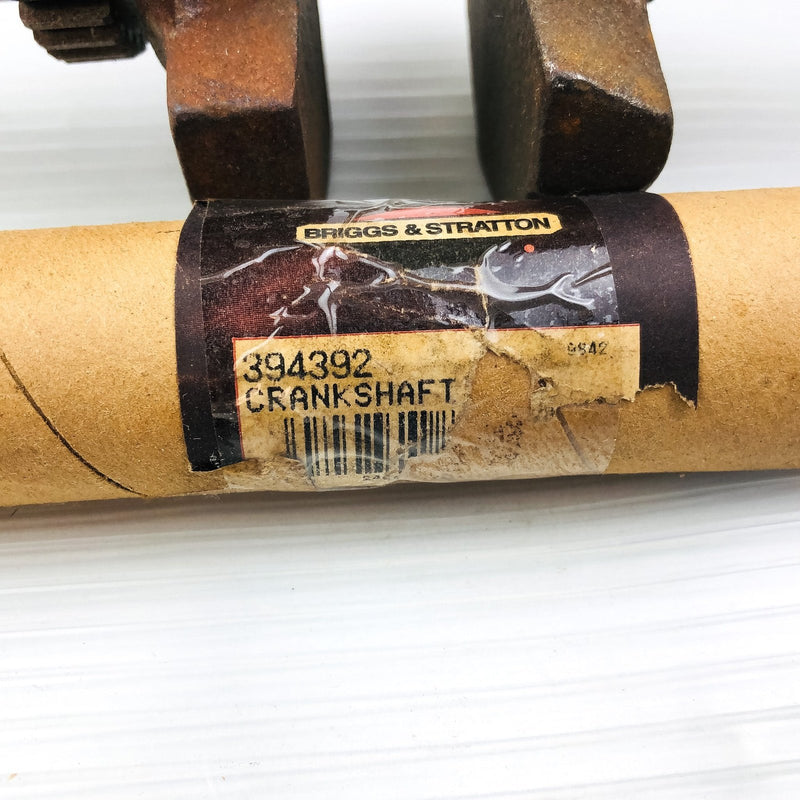 BRIGGS & STRATTON
394392
9842
CRANKSHAFT